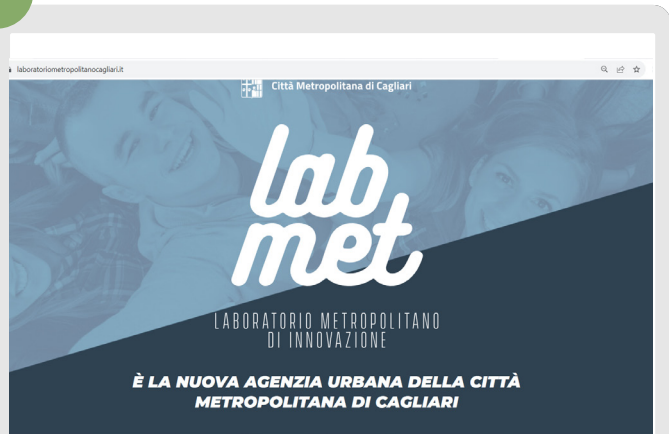 laboratoriometropolitanocagliari.it
Città Metropolitana di Cagliari
lab
met
LABORATORIO METROPOLITANO
DI INNOVAZIONE
È LA NUOVA AGENZIA URBANA DELLA CITTÀ
METROPOLITANA DI CAGLIARI